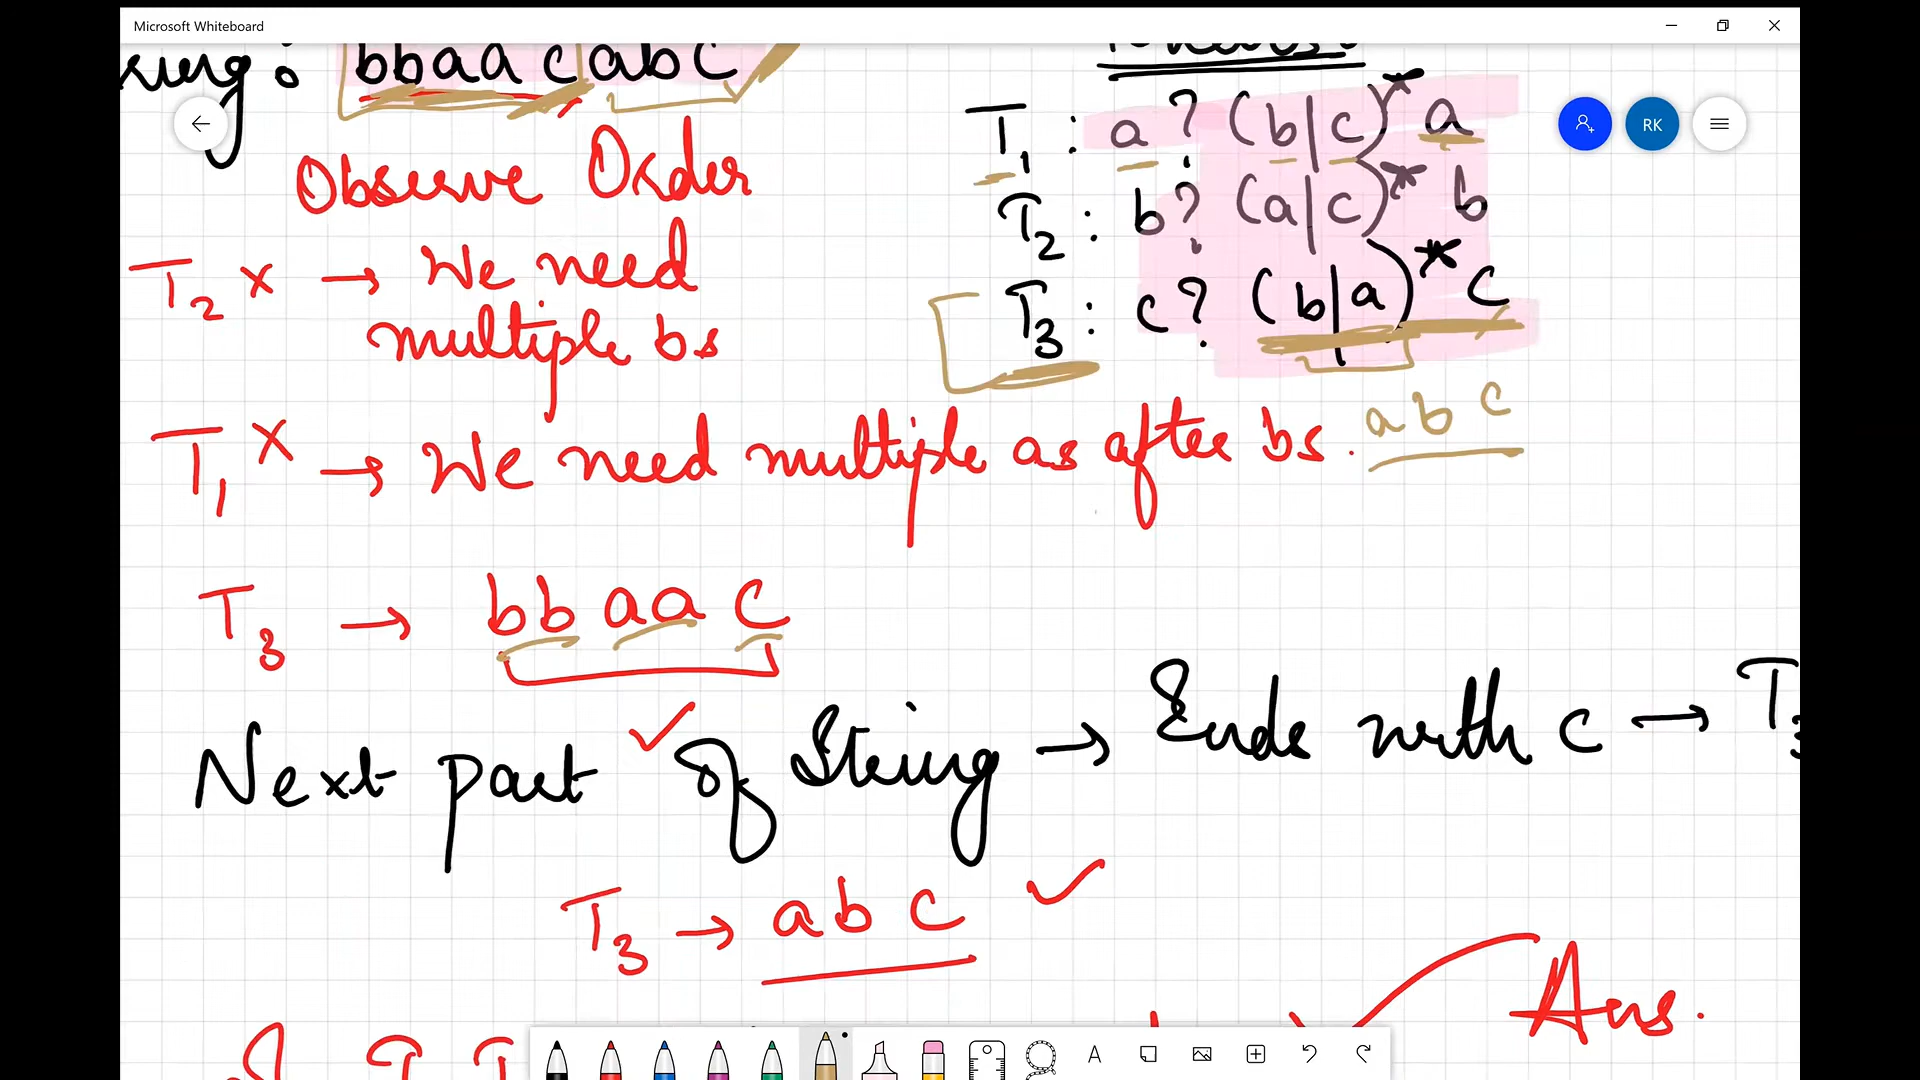 Microsoft Whiteboard
bbaacabc
T1 : a? (b|c)* a
RK
Observe Order
T2 : b? (a|c)* b
T2 x → We need
multiple bs
T3 : c? (b|a)* c
abc
T1 x → We need multiple as after bs.
T3 → bbaac
Next part of String → Ends with c → T3
T3 → abc ✓
Ans.